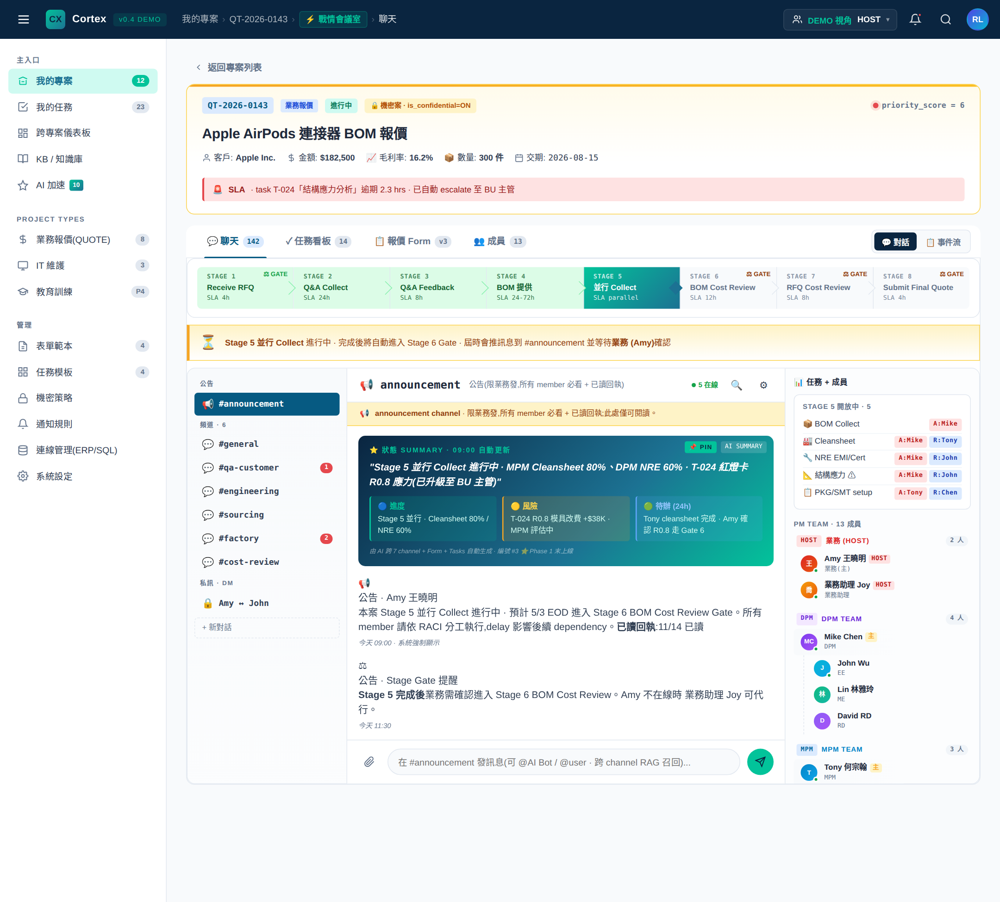 CX Cortex v0.4 DEMO 我的專案 › QT-2026-0143 › ⚡ 戰情會議室 › 聊天 DEMO 視角 HOST ▾ RL
主入口
我的專案 12
我的任務 23
跨專案儀表板
KB / 知識庫
AI 加速 10
PROJECT TYPES
業務報價(QUOTE) 8
IT 維護 3
教育訓練 P4
管理
表單範本 4
任務模板 4
機密策略
通知規則
連線管理(ERP/SQL)
系統設定
返回專案列表
QT-2026-0143 業務報價 進行中 🔒 機密案 · is_confidential=ON priority_score = 6
Apple AirPods 連接器 BOM 報價
客戶: Apple Inc. 金額: $182,500 📈 毛利率: 16.2% 📦 數量: 300 件 交期: 2026-08-15
🚨 SLA · task T-024「結構應力分析」逾期 2.3 hrs · 已自動 escalate 至 BU 主管
💬 聊天 142 ✓ 任務看板 14 📋 報價 Form v3 👥 成員 13 💬 對話 📋 事件流
STAGE 1 ⚖ GATE
Receive RFQ
SLA 4h
STAGE 2
Q&A Collect
SLA 24h
STAGE 3
Q&A Feedback
SLA 8h
STAGE 4
BOM 提供
SLA 24-72h
STAGE 5
並行 Collect
SLA parallel
STAGE 6 ⚖ GATE
BOM Cost Review
SLA 12h
STAGE 7 ⚖ GATE
RFQ Cost Review
SLA 8h
STAGE 8 ⚖ GATE
Submit Final Quote
SLA 4h
⏳ Stage 5 並行 Collect 進行中 · 完成後將自動進入 Stage 6 Gate · 屆時會推訊息到 #announcement 並等待業務 (Amy)確認
公告
📢 #announcement
頻道 · 6
💬 #general
💬 #qa-customer 1
💬 #engineering
💬 #sourcing
💬 #factory 2
💬 #cost-review
私訊 · DM
🔒 Amy ↔ John
+ 新對話
📢 announcement 公告(限業務發,所有 member 必看 + 已讀回執) 5 在線 🔍 ⚙
📢 announcement channel · 限業務發,所有 member 必看 + 已讀回執;此處僅可閱讀。
⭐ 狀態 SUMMARY · 09:00 自動更新 📌 PIN AI SUMMARY
"Stage 5 並行 Collect 進行中 · MPM Cleansheet 80%、DPM NRE 60% · T-024 紅燈卡
R0.8 應力(已升級至 BU 主管)"
🔵 進度
Stage 5 並行 · Cleansheet 80% /
NRE 60%
🟡 風險
T-024 R0.8 模具改費 +$38K ·
MPM 評估中
🟢 待辦 (24h)
Tony cleansheet 完成 · Amy 確
認 R0.8 走 Gate 6
由 AI 跨 7 channel + Form + Tasks 自動生成 · 編號 #3 ⭐ Phase 1 末上線
📢
公告 · Amy 王曉明
本案 Stage 5 並行 Collect 進行中 · 預計 5/3 EOD 進入 Stage 6 BOM Cost Review Gate。所有
member 請依 RACI 分工執行,delay 影響後續 dependency。已讀回執:11/14 已讀
今天 09:00 · 系統強制顯示
⚖
公告 · Stage Gate 提醒
Stage 5 完成後業務需確認進入 Stage 6 BOM Cost Review。Amy 不在線時 業務助理 Joy 可代
行。
今天 11:30
在 #announcement 發訊息(可 @AI Bot / @user · 跨 channel RAG 召回)...
📊 任務 + 成員
STAGE 5 開放中 · 5
📦 BOM Collect A:Mike
🏭 Cleansheet A:Mike R:Tony
🔧 NRE EMI/Cert A:Mike R:John
📐 結構應力 ⚠ A:Mike R:John
📋 PKG/SMT setup A:Tony R:Chen
PM TEAM · 13 成員
HOST 業務 (HOST) 2 人
王 Amy 王曉明 HOST
業務(主)
喬 業務助理 Joy HOST
業務助理
DPM DPM TEAM 4 人
MC Mike Chen 主
DPM
J John Wu
EE
林 Lin 林雅玲
ME
D David RD
RD
MPM MPM TEAM 3 人
T Tony 何宗翰 主
MPM